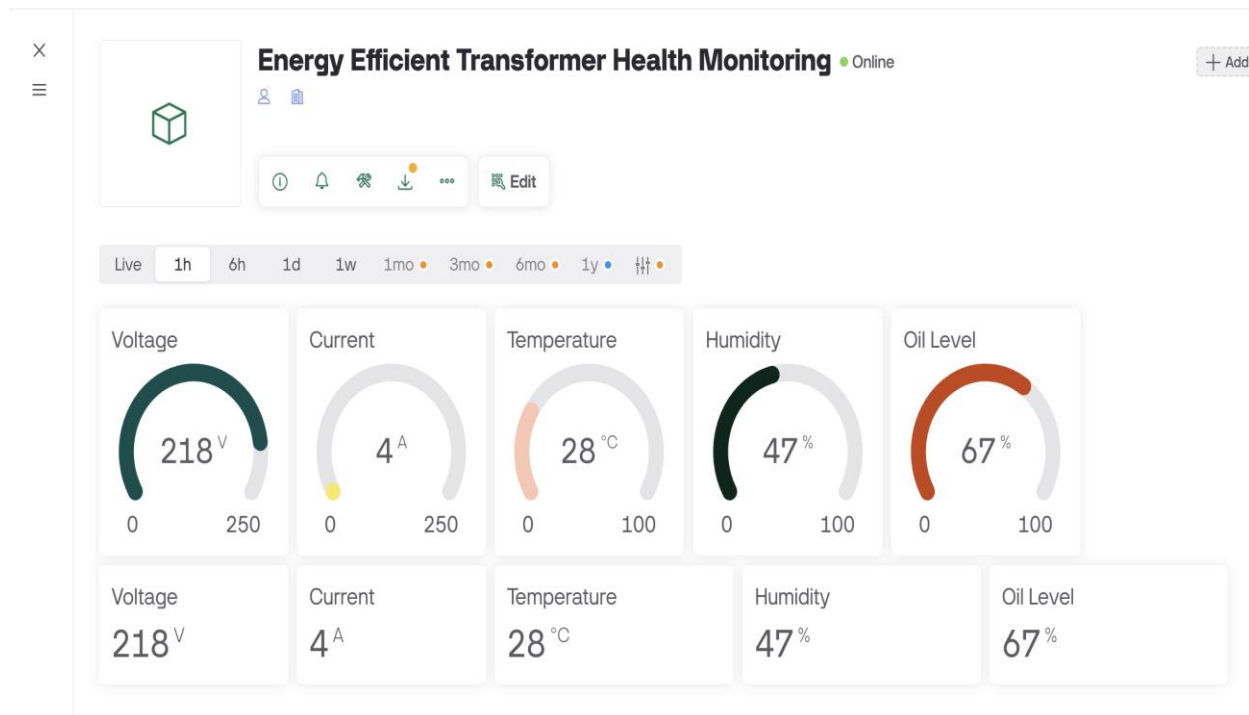 Energy Efficient Transformer Health Monitoring Online
+ Add
Edit
Live 1h 6h 1d 1w 1mo 3mo 6mo 1y
Voltage
218 V
0 250
Current
4 A
0 250
Temperature
28 °C
0 100
Humidity
47 %
0 100
Oil Level
67 %
0 100
Voltage
218 V
Current
4 A
Temperature
28 °C
Humidity
47 %
Oil Level
67 %